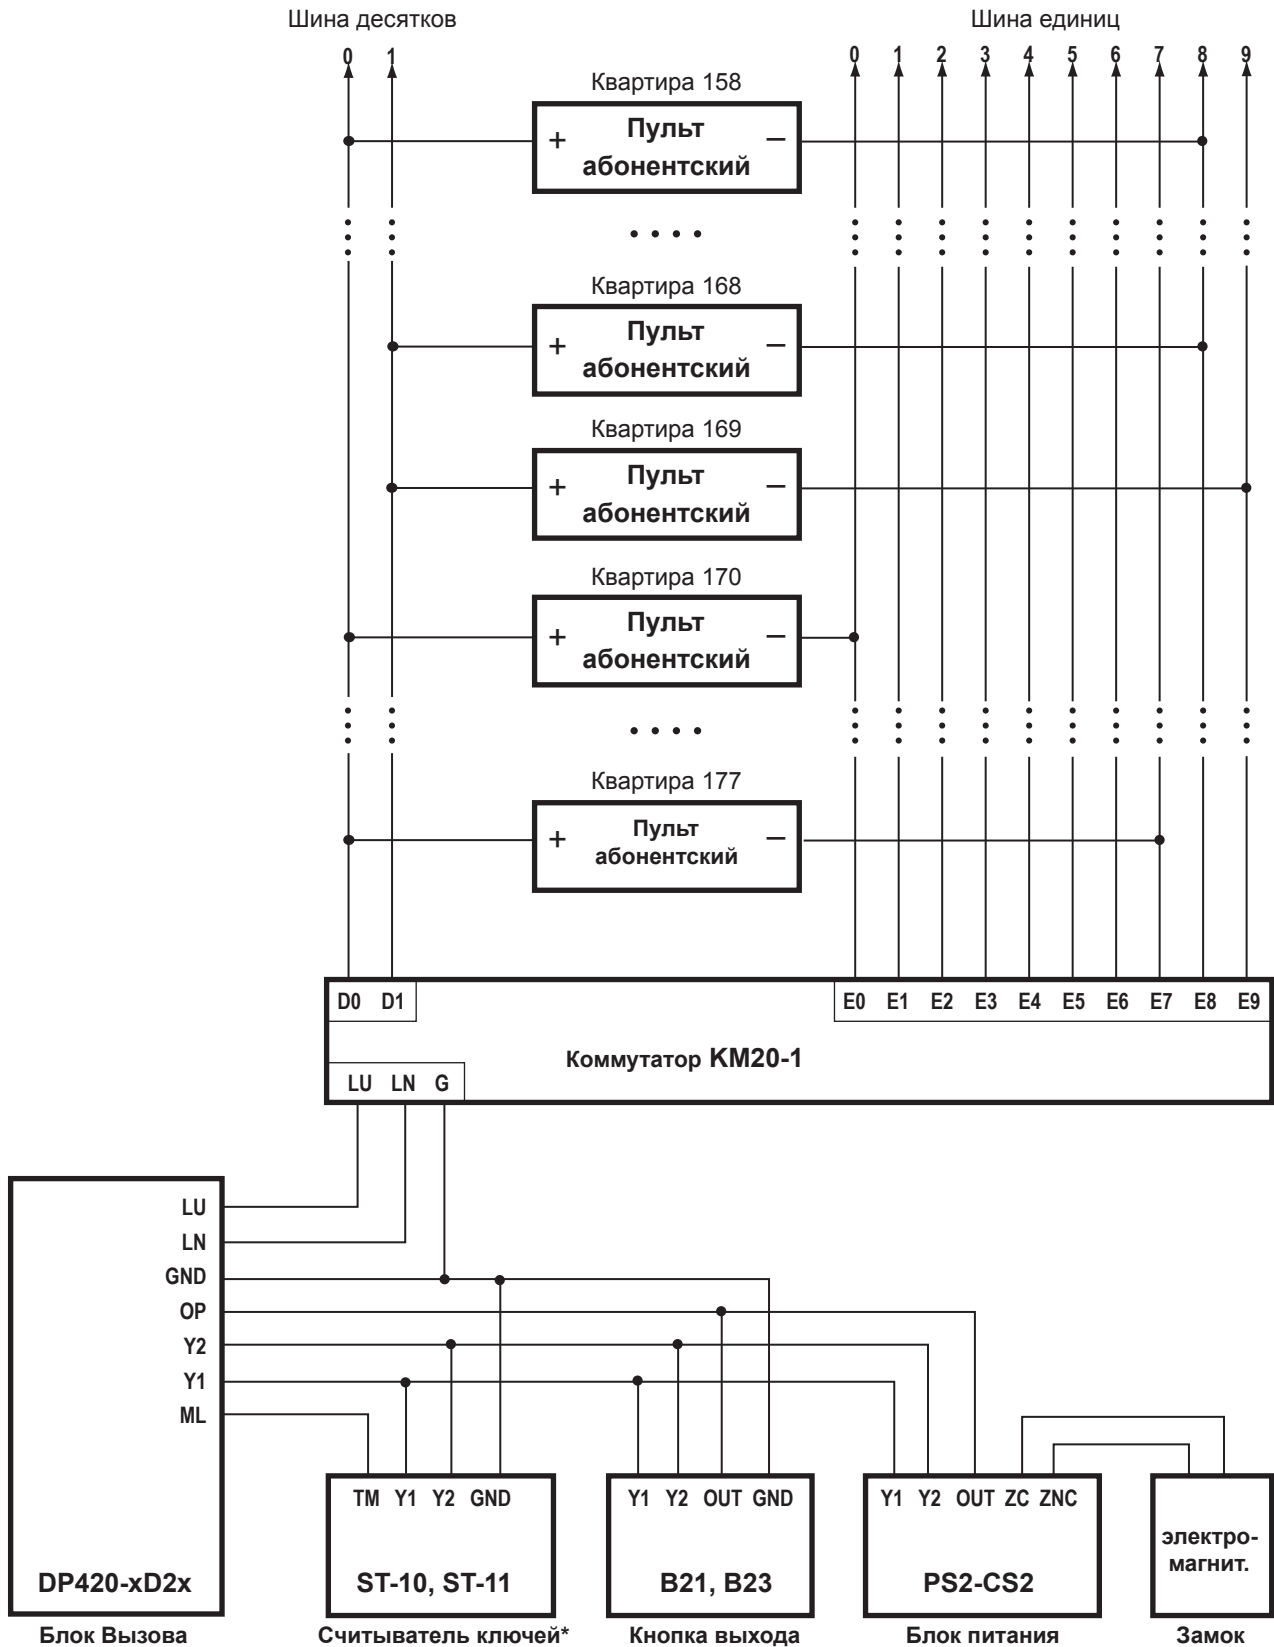 Шина десятков
Шина единиц
0 1
0 1 2 3 4 5 6 7 8 9
Квартира 158
+ Пульт −
абонентский
Квартира 168
+ Пульт −
абонентский
Квартира 169
+ Пульт −
абонентский
Квартира 170
+ Пульт −
абонентский
Квартира 177
+ Пульт −
абонентский
D0 D1
E0 E1 E2 E3 E4 E5 E6 E7 E8 E9
Коммутатор KM20-1
LU LN G
LU
LN
GND
OP
Y2
Y1
ML
DP420-xD2x
Блок Вызова
TM Y1 Y2 GND
ST-10, ST-11
Считыватель ключей*
Y1 Y2 OUT GND
B21, B23
Кнопка выхода
Y1 Y2 OUT ZC ZNC
PS2-CS2
Блок питания
электро-
магнит.
Замок